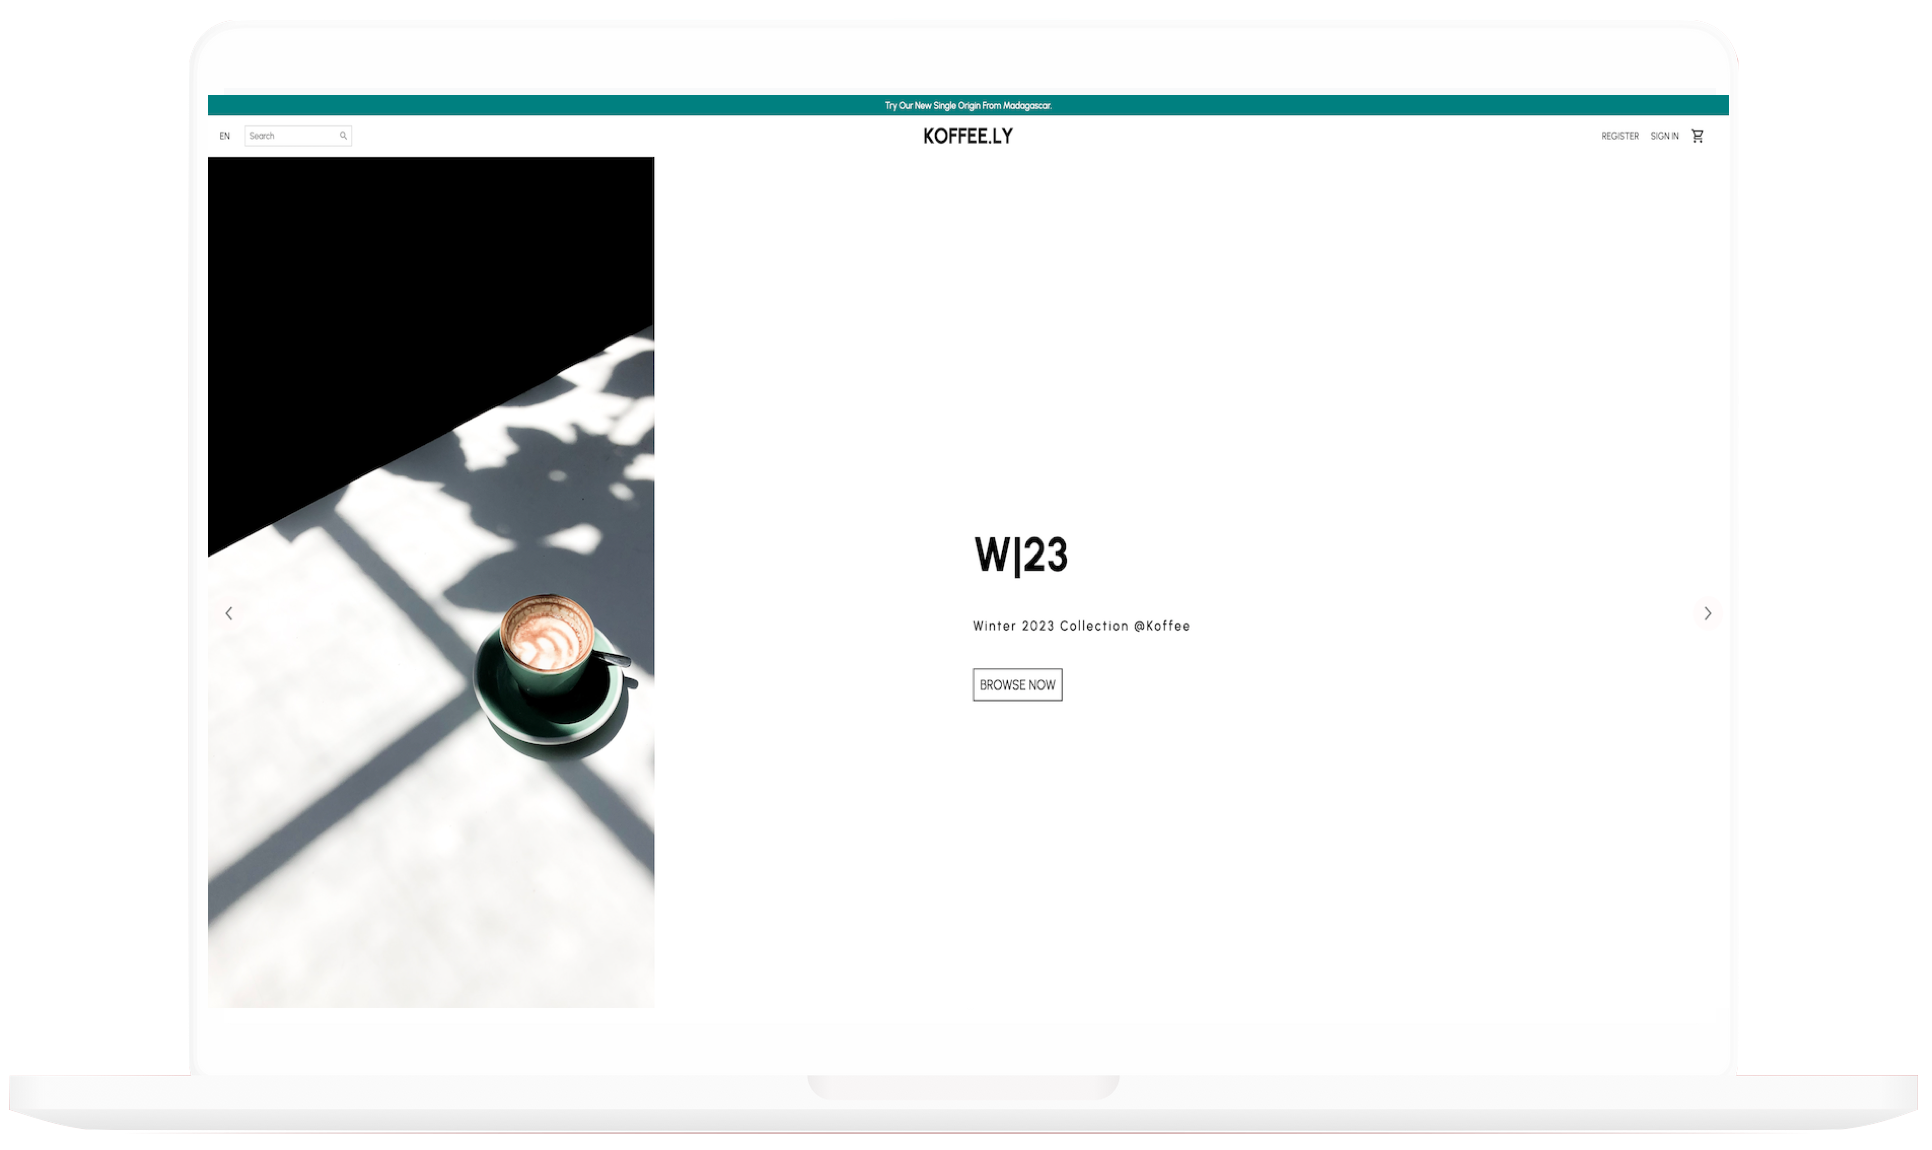 Try Our New Single Origin From Madagascar.
EN
Search
KOFFEE.LY
REGISTER
SIGN IN
W|23
Winter 2023 Collection @Koffee
BROWSE NOW